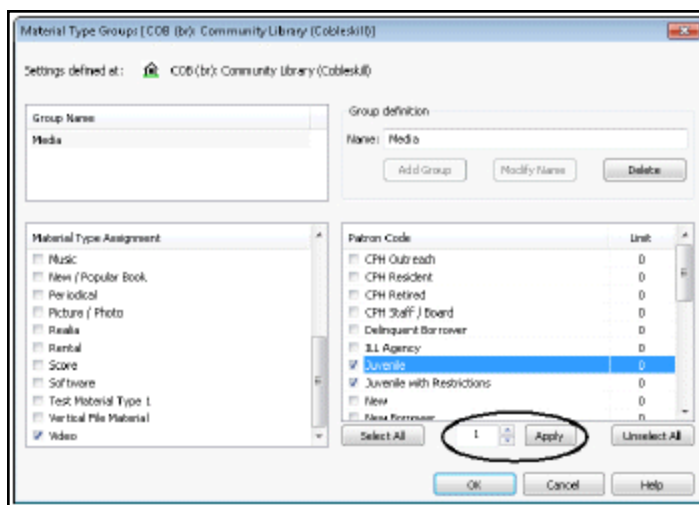 Material Type Groups [COB (br): Community Library (Cobleskill)]
Settings defined at: COB (br): Community Library (Cobleskill)
Group Name
Media
Group definition
Name: Media
Add Group Modify Name Delete
Material Type Assignment
Music
New / Popular Book
Periodical
Picture / Photo
Realia
Rental
Score
Software
Test Material Type 1
Vertical File Material
Video
Patron Code Limit
CPH Outreach 0
CPH Resident 0
CPH Retired 0
CPH Staff / Board 0
Delinquent Borrower 0
ILL Agency 0
Juvenile 0
Juvenile with Restrictions 0
New 0
New Borrower 0
Select All 1 Apply Unselect All
OK Cancel Help